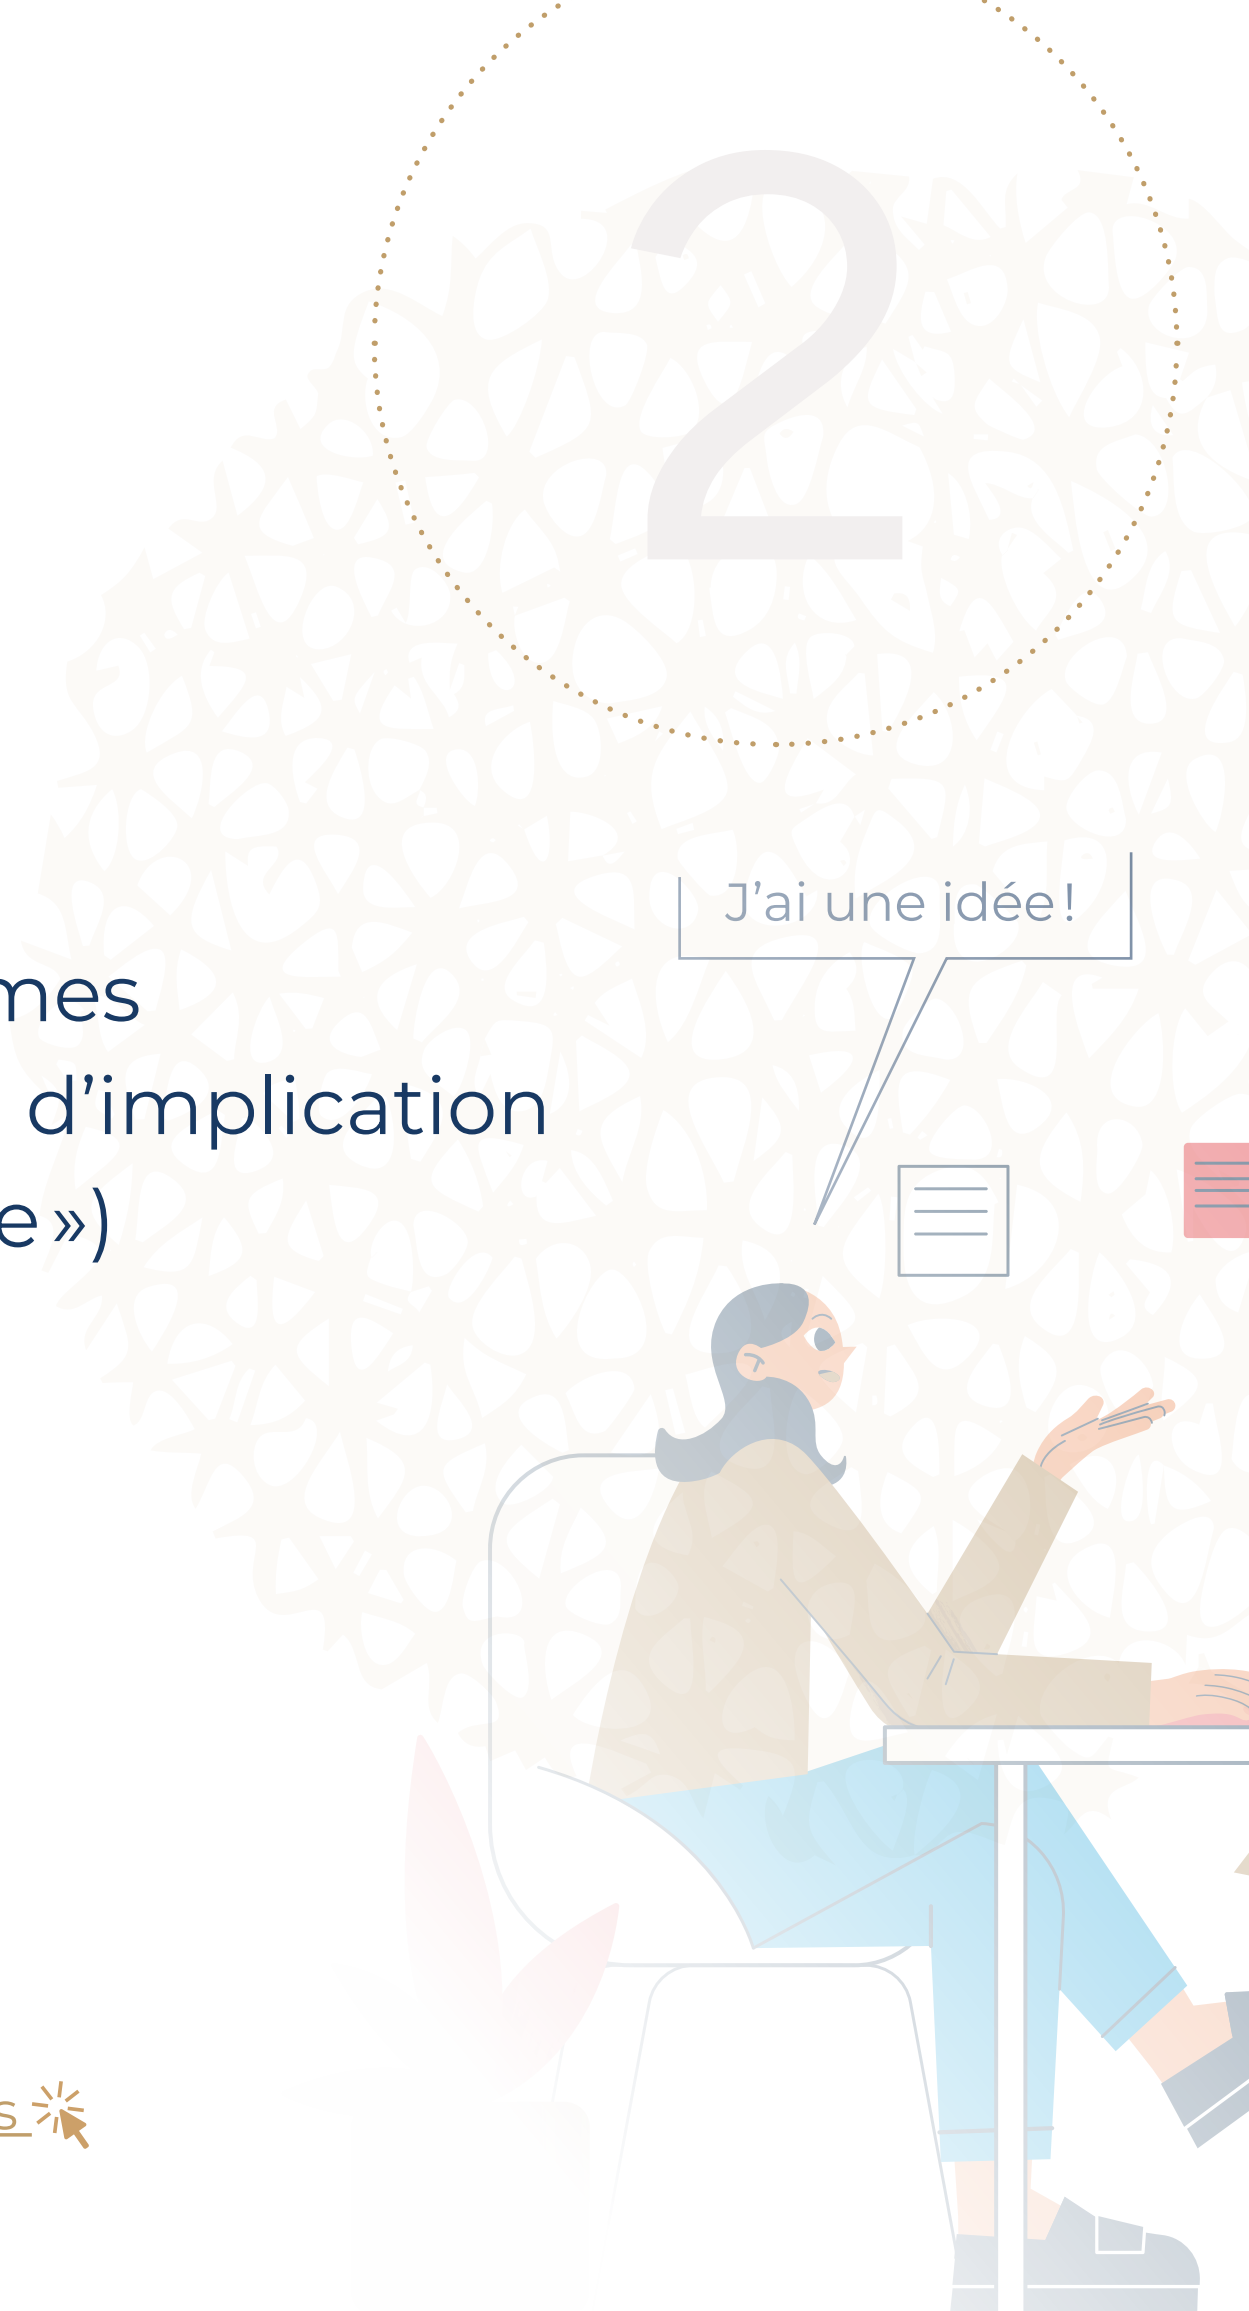 2
J’ai une idée !
mes
d’implication
e »)
s